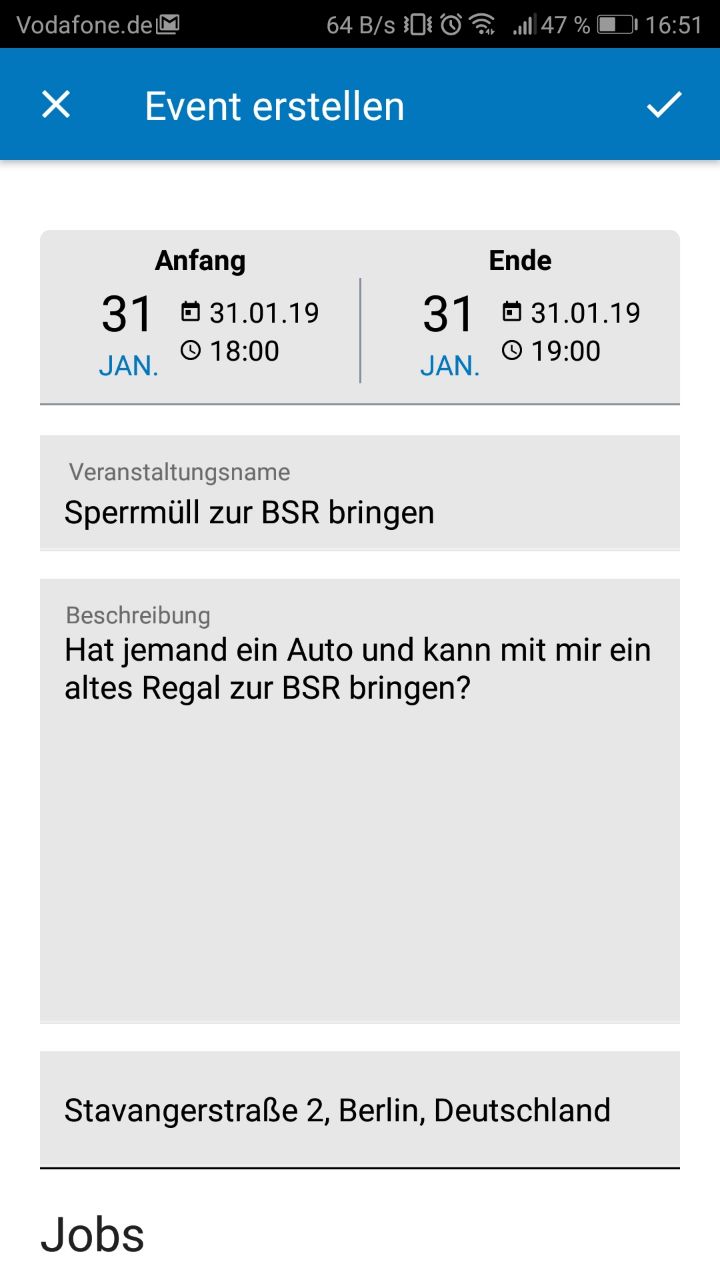 Vodafone.de 64 B/s 47 % 16:51
Event erstellen
Anfang
31
JAN.
31.01.19
18:00
Ende
31
JAN.
31.01.19
19:00
Veranstaltungsname
Sperrmüll zur BSR bringen
Beschreibung
Hat jemand ein Auto und kann mit mir ein
altes Regal zur BSR bringen?
Stavangerstraße 2, Berlin, Deutschland
Jobs